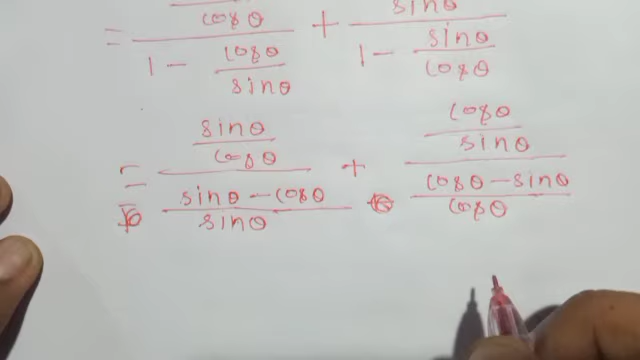 cosθ sinθ
= 1 - cosθ/sinθ + 1 - sinθ/cosθ
= (sinθ/cosθ)/((sinθ - cosθ)/sinθ) + (cosθ/sinθ)/((cosθ - sinθ)/cosθ)